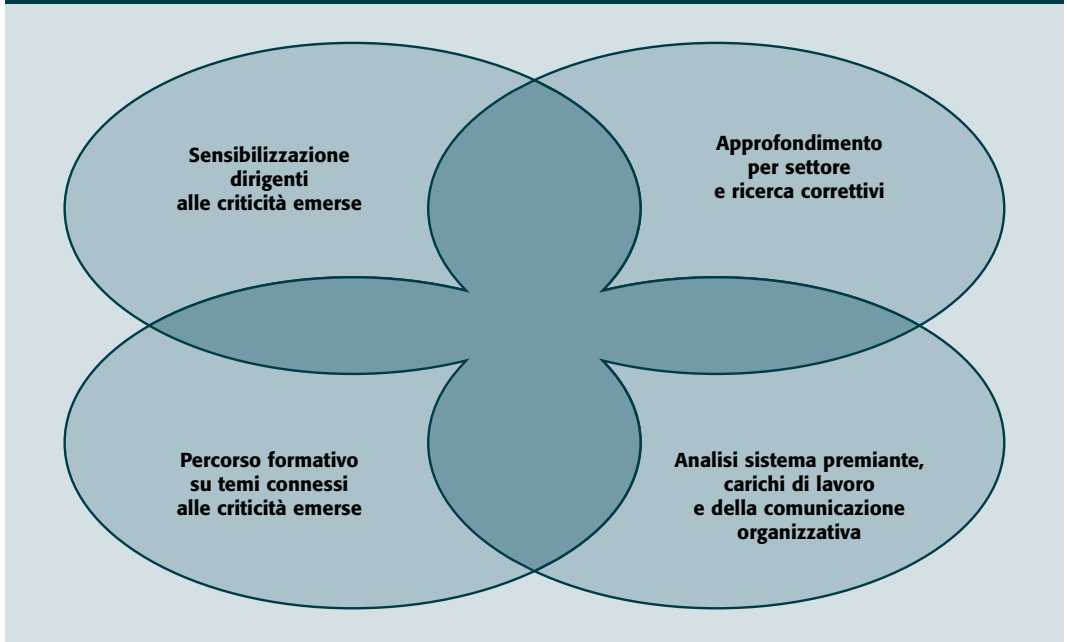 Sensibilizzazione
dirigenti
alle criticità emerse
Approfondimento
per settore
e ricerca correttivi
Percorso formativo
su temi connessi
alle criticità emerse
Analisi sistema premiante,
carichi di lavoro
e della comunicazione
organizzativa